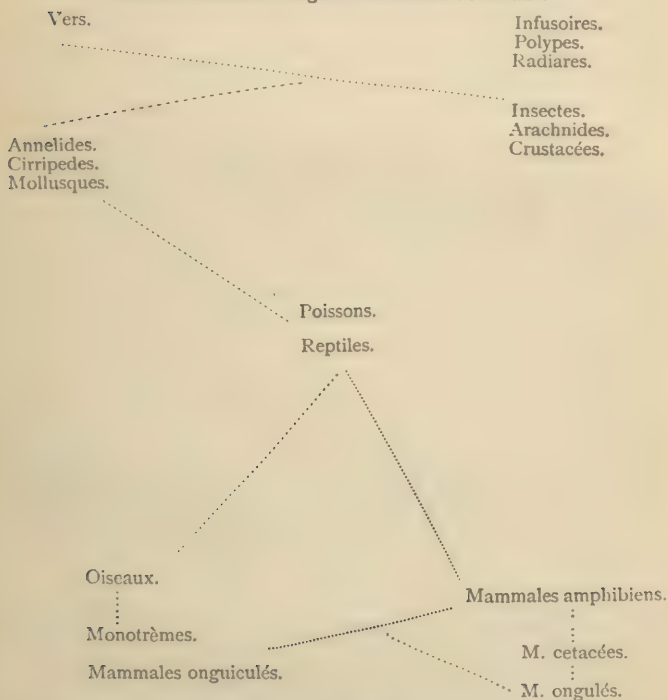 Vers.
Infusoires.
Polypes.
Radiares.
Insectes.
Arachnides.
Crustacées.
Annelides.
Cirripedes.
Mollusques.
Poissons.
Reptiles.
Oiseaux.
Mammales amphibiens.
Monotrèmes.
M. cetacées.
Mammales onguiculés.
M. ongulés.